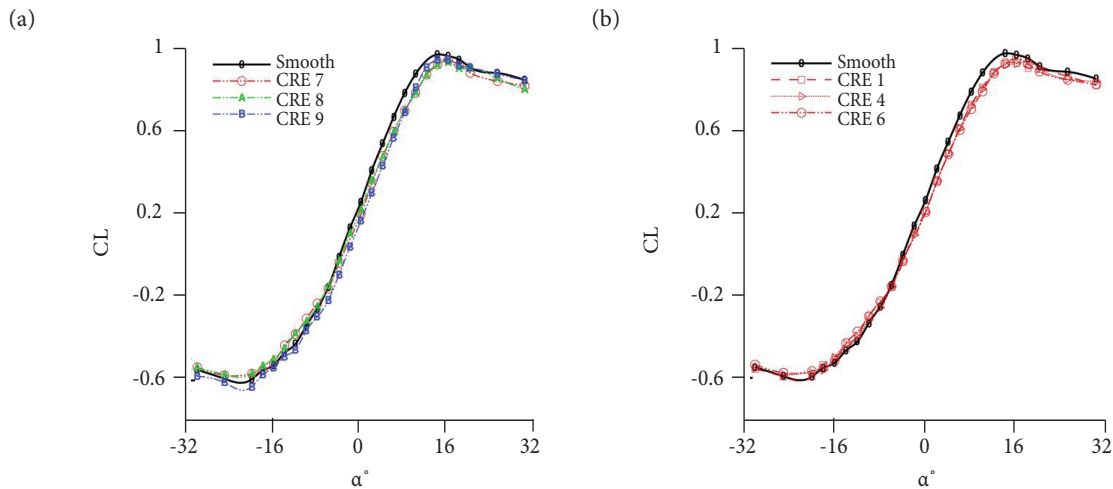 (a)
1
0.6
0.2
-0.2
-0.6
CL
Smooth
CRE 7
CRE 8
CRE 9
-32
-16
0
16
32
α°
(b)
1
0.6
0.2
-0.2
-0.6
CL
Smooth
CRE 1
CRE 4
CRE 6
-32
-16
0
16
32
α°